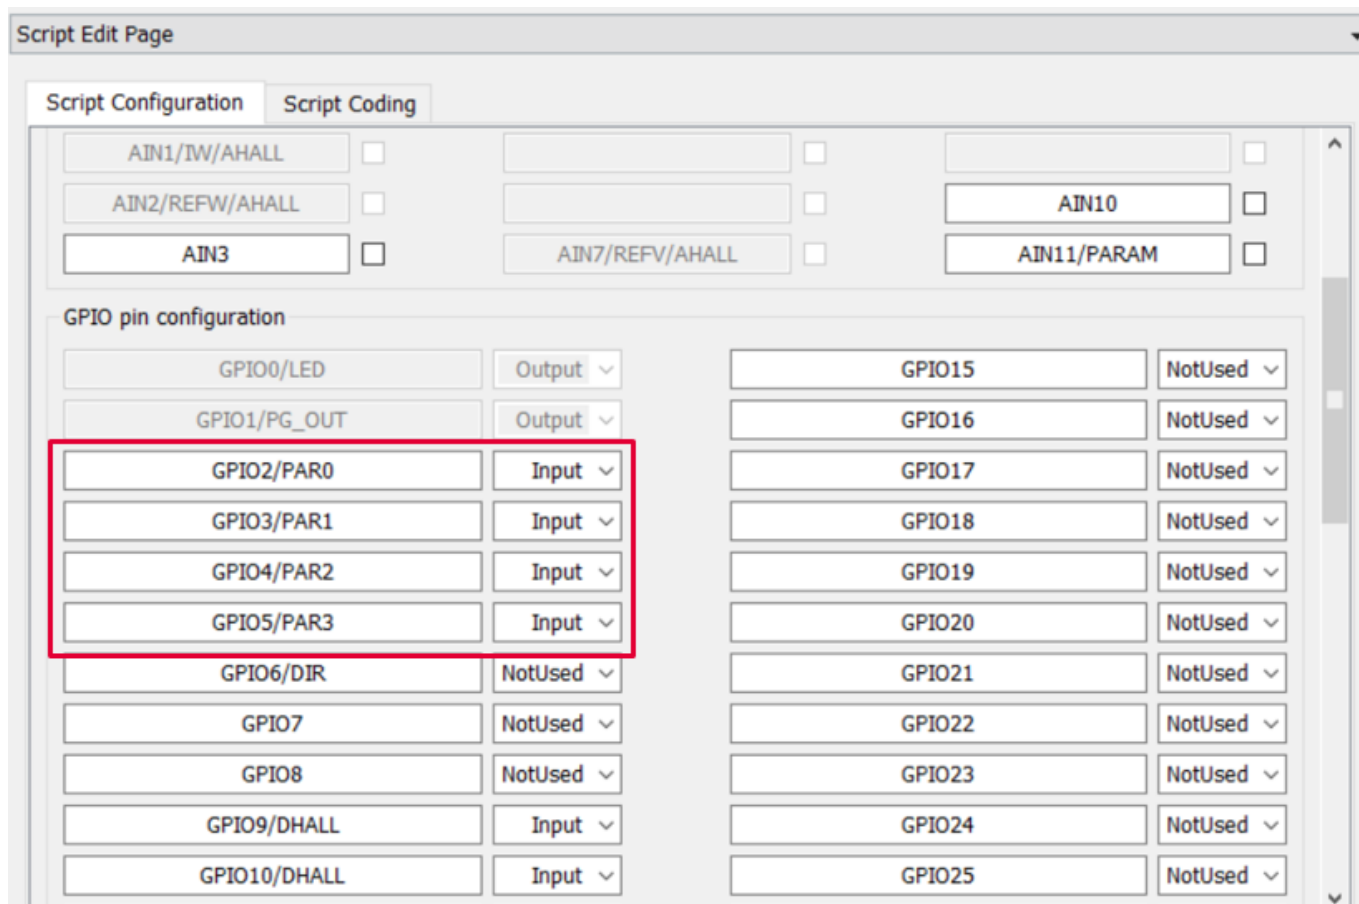 Script Edit Page
Script Configuration Script Coding
AIN1/IW/AHALL
AIN2/REFW/AHALL AIN10
AIN3 AIN7/REFV/AHALL AIN11/PARAM
GPIO pin configuration
GPIO0/LED Output GPIO15 NotUsed
GPIO1/PG_OUT Output GPIO16 NotUsed
GPIO2/PAR0 Input GPIO17 NotUsed
GPIO3/PAR1 Input GPIO18 NotUsed
GPIO4/PAR2 Input GPIO19 NotUsed
GPIO5/PAR3 Input GPIO20 NotUsed
GPIO6/DIR NotUsed GPIO21 NotUsed
GPIO7 NotUsed GPIO22 NotUsed
GPIO8 NotUsed GPIO23 NotUsed
GPIO9/DHALL Input GPIO24 NotUsed
GPIO10/DHALL Input GPIO25 NotUsed